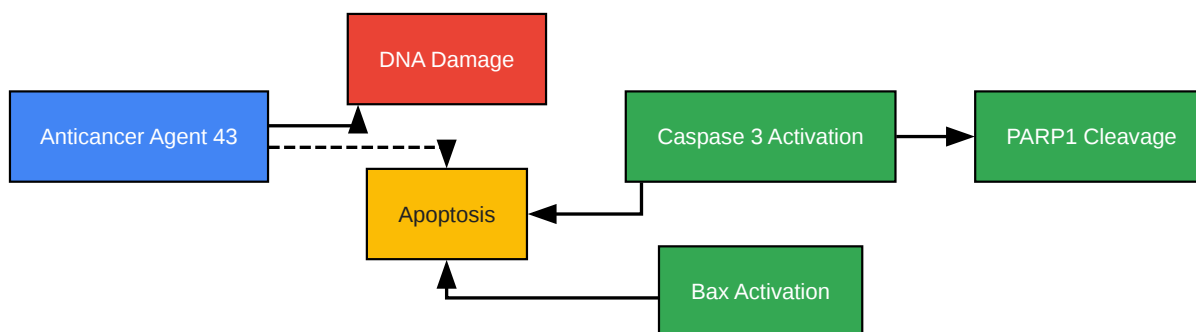 DNA Damage
Anticancer Agent 43
Caspase 3 Activation
PARP1 Cleavage
Apoptosis
Bax Activation